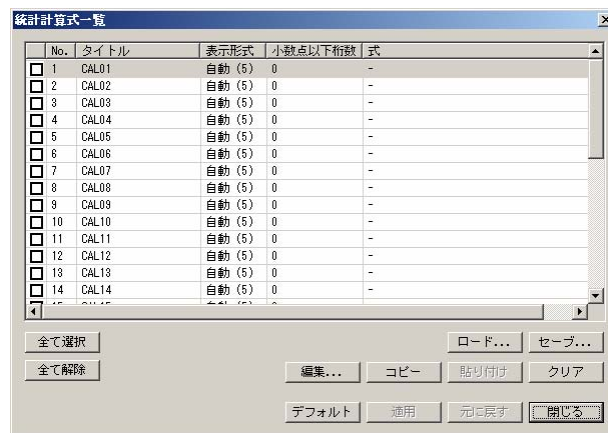 統計計算式一覧
No. タイトル 表示形式 小数点以下桁数 式
1 CAL01 自動 (5) 0 -
2 CAL02 自動 (5) 0 -
3 CAL03 自動 (5) 0 -
4 CAL04 自動 (5) 0 -
5 CAL05 自動 (5) 0 -
6 CAL06 自動 (5) 0 -
7 CAL07 自動 (5) 0 -
8 CAL08 自動 (5) 0 -
9 CAL09 自動 (5) 0 -
10 CAL10 自動 (5) 0 -
11 CAL11 自動 (5) 0 -
12 CAL12 自動 (5) 0 -
13 CAL13 自動 (5) 0 -
14 CAL14 自動 (5) 0 -
全て選択 ロード... セーブ...
全て解除 編集... コピー 貼り付け クリア
デフォルト 適用 元に戻す 閉じる